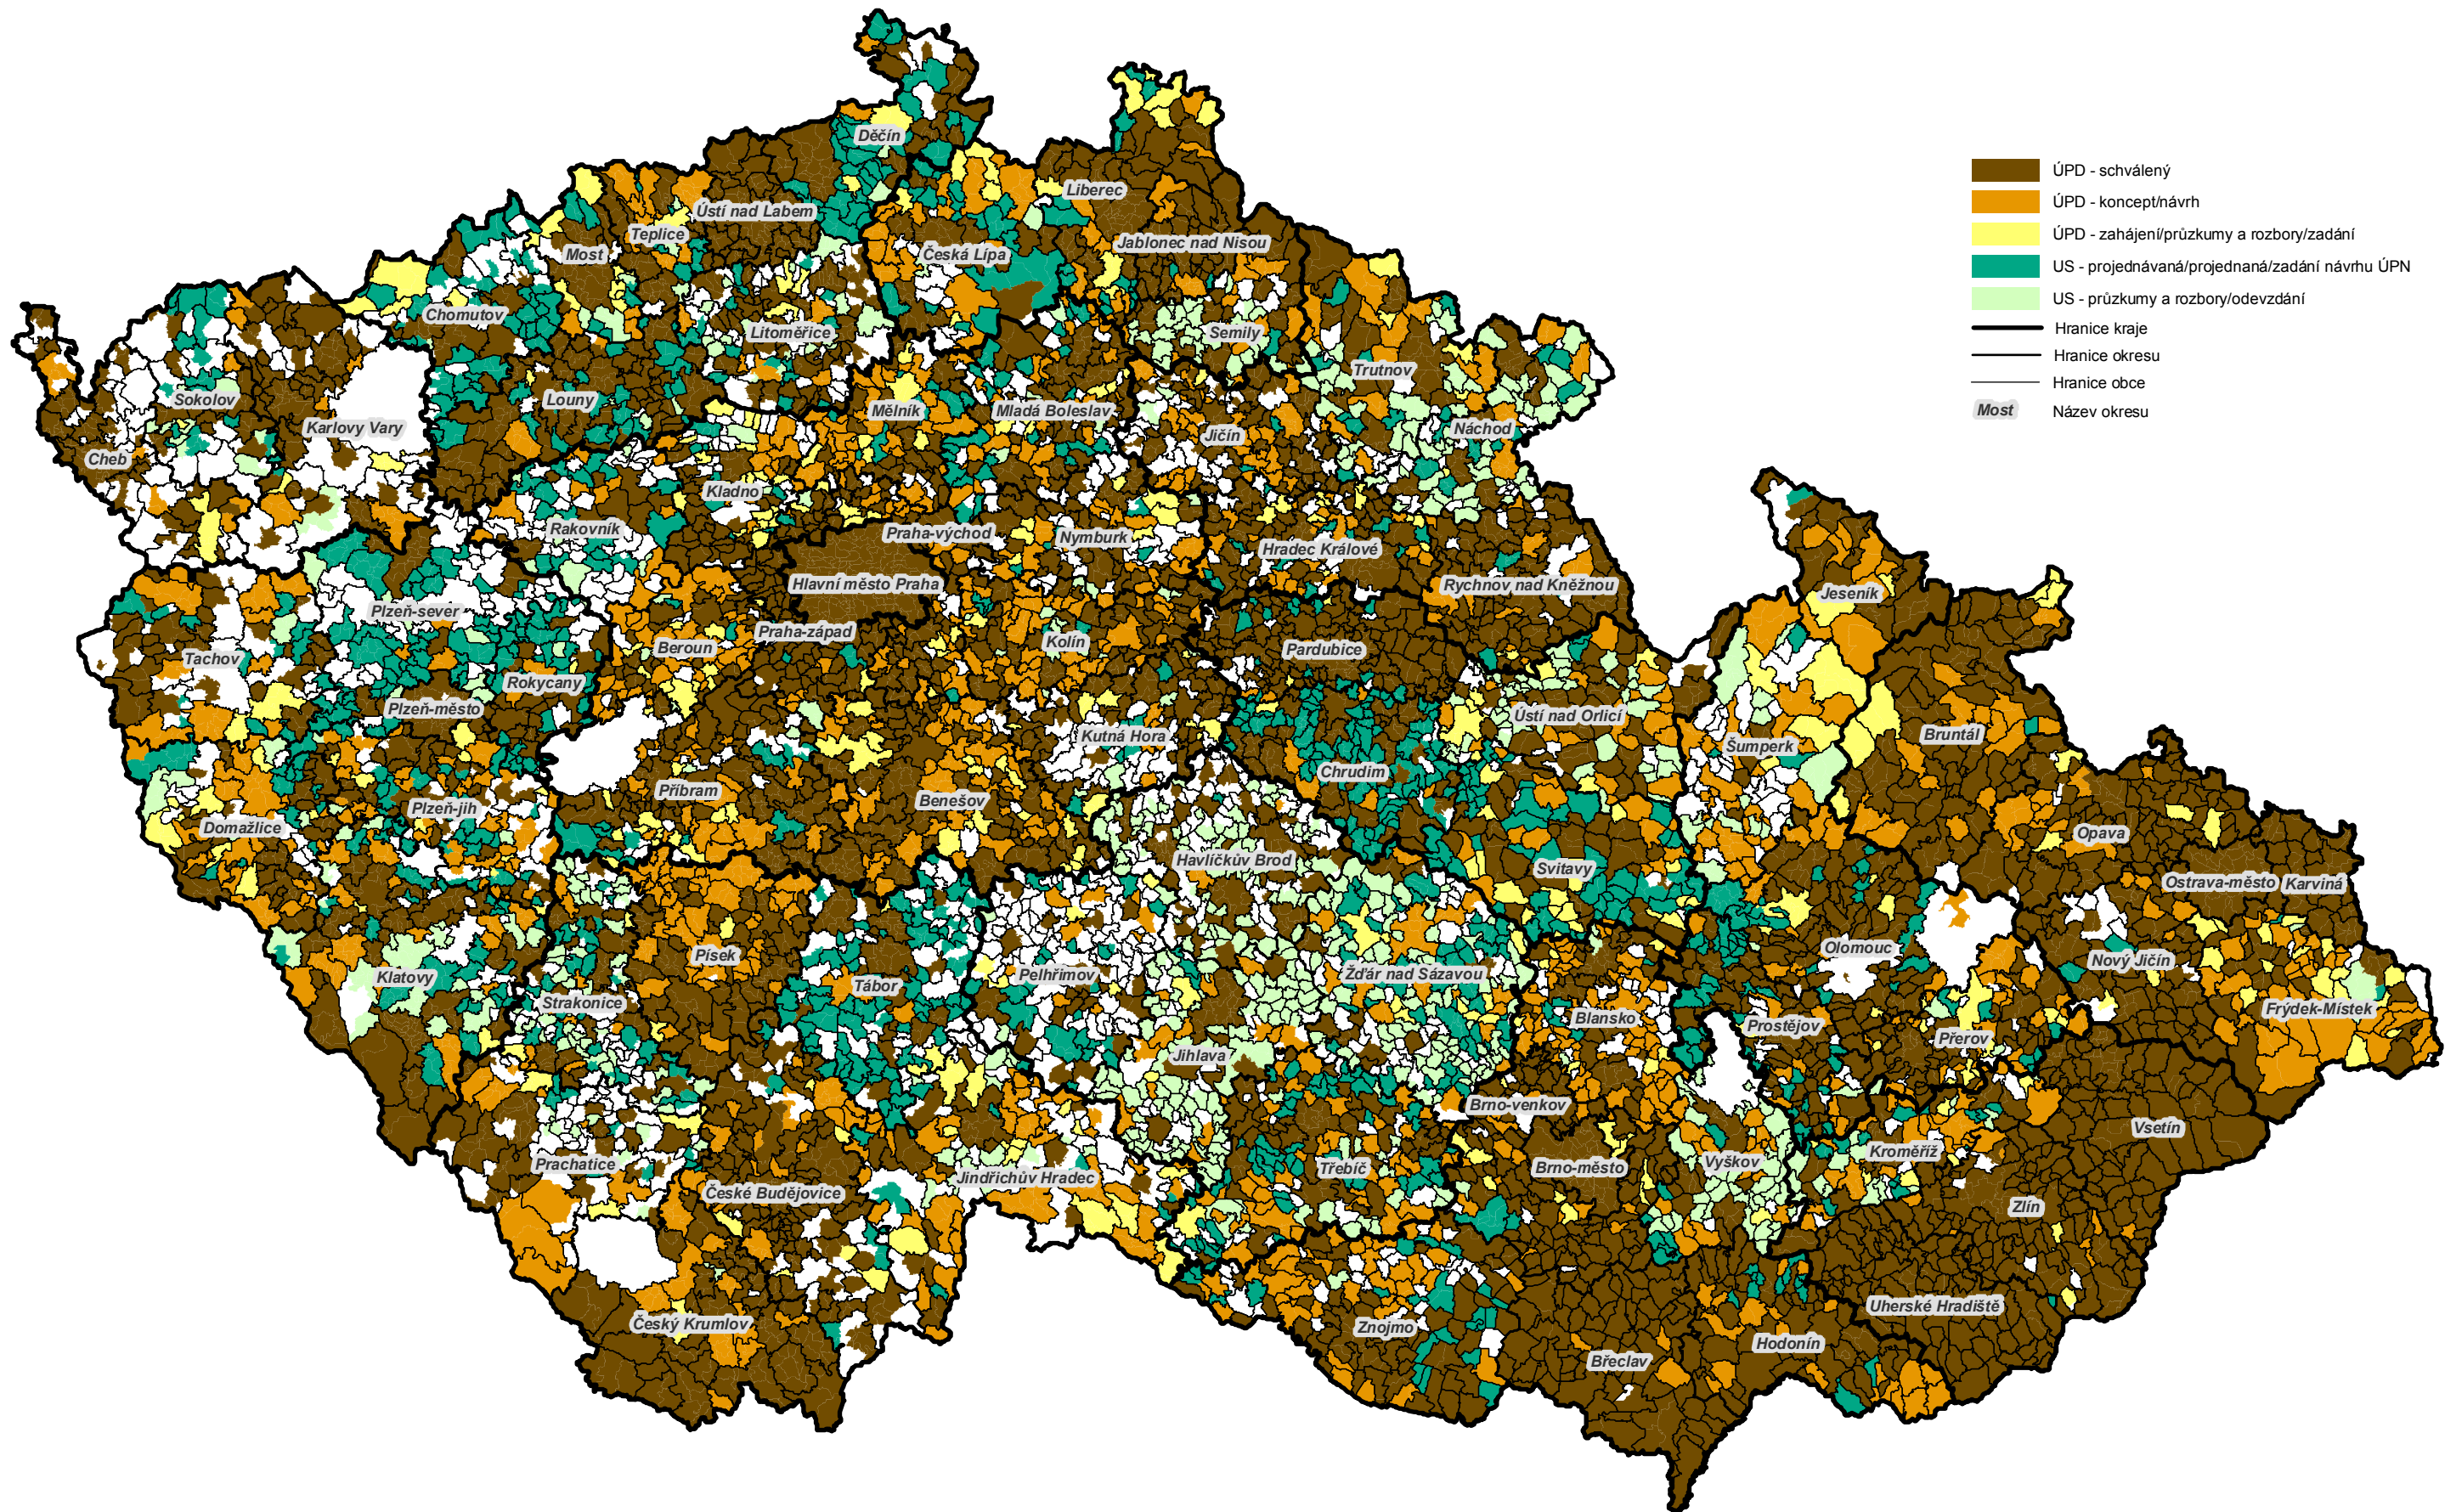 Děčín
Liberec
Ústí nad Labem
Teplice
Most
Jablonec nad Nisou
Česká Lípa
Chomutov
Litoměřice
Semily
Trutnov
Sokolov
Louny
Mělník
Mladá Boleslav
Karlovy Vary
Jičín
Náchod
Cheb
Kladno
Rakovník
Praha-východ
Nymburk
Hradec Králové
Hlavní město Praha
Rychnov nad Kněžnou
Jeseník
Plzeň-sever
Praha-západ
Beroun
Kolín
Pardubice
Tachov
Rokycany
Plzeň-město
Ústí nad Orlicí
Kutná Hora
Šumperk
Bruntál
Chrudim
Příbram
Benešov
Plzeň-jih
Domažlice
Opava
Havlíčkův Brod
Svitavy
Ostrava-město
Karviná
Písek
Olomouc
Nový Jičín
Klatovy
Pelhřimov
Žďár nad Sázavou
Tábor
Strakonice
Blansko
Prostějov
Přerov
Frýdek-Místek
Jihlava
Brno-venkov
Vsetín
Kroměříž
Prachatice
Třebíč
Brno-město
Vyškov
Jindřichův Hradec
České Budějovice
Zlín
Uherské Hradiště
Český Krumlov
Znojmo
Hodonín
Břeclav
ÚPD - schválený
ÚPD - koncept/návrh
ÚPD - zahájení/průzkumy a rozbory/zadání
US - projednávaná/projednaná/zadání návrhu ÚPN
US - průzkumy a rozbory/odevzdání
Hranice kraje
Hranice okresu
Hranice obce
Most Název okresu